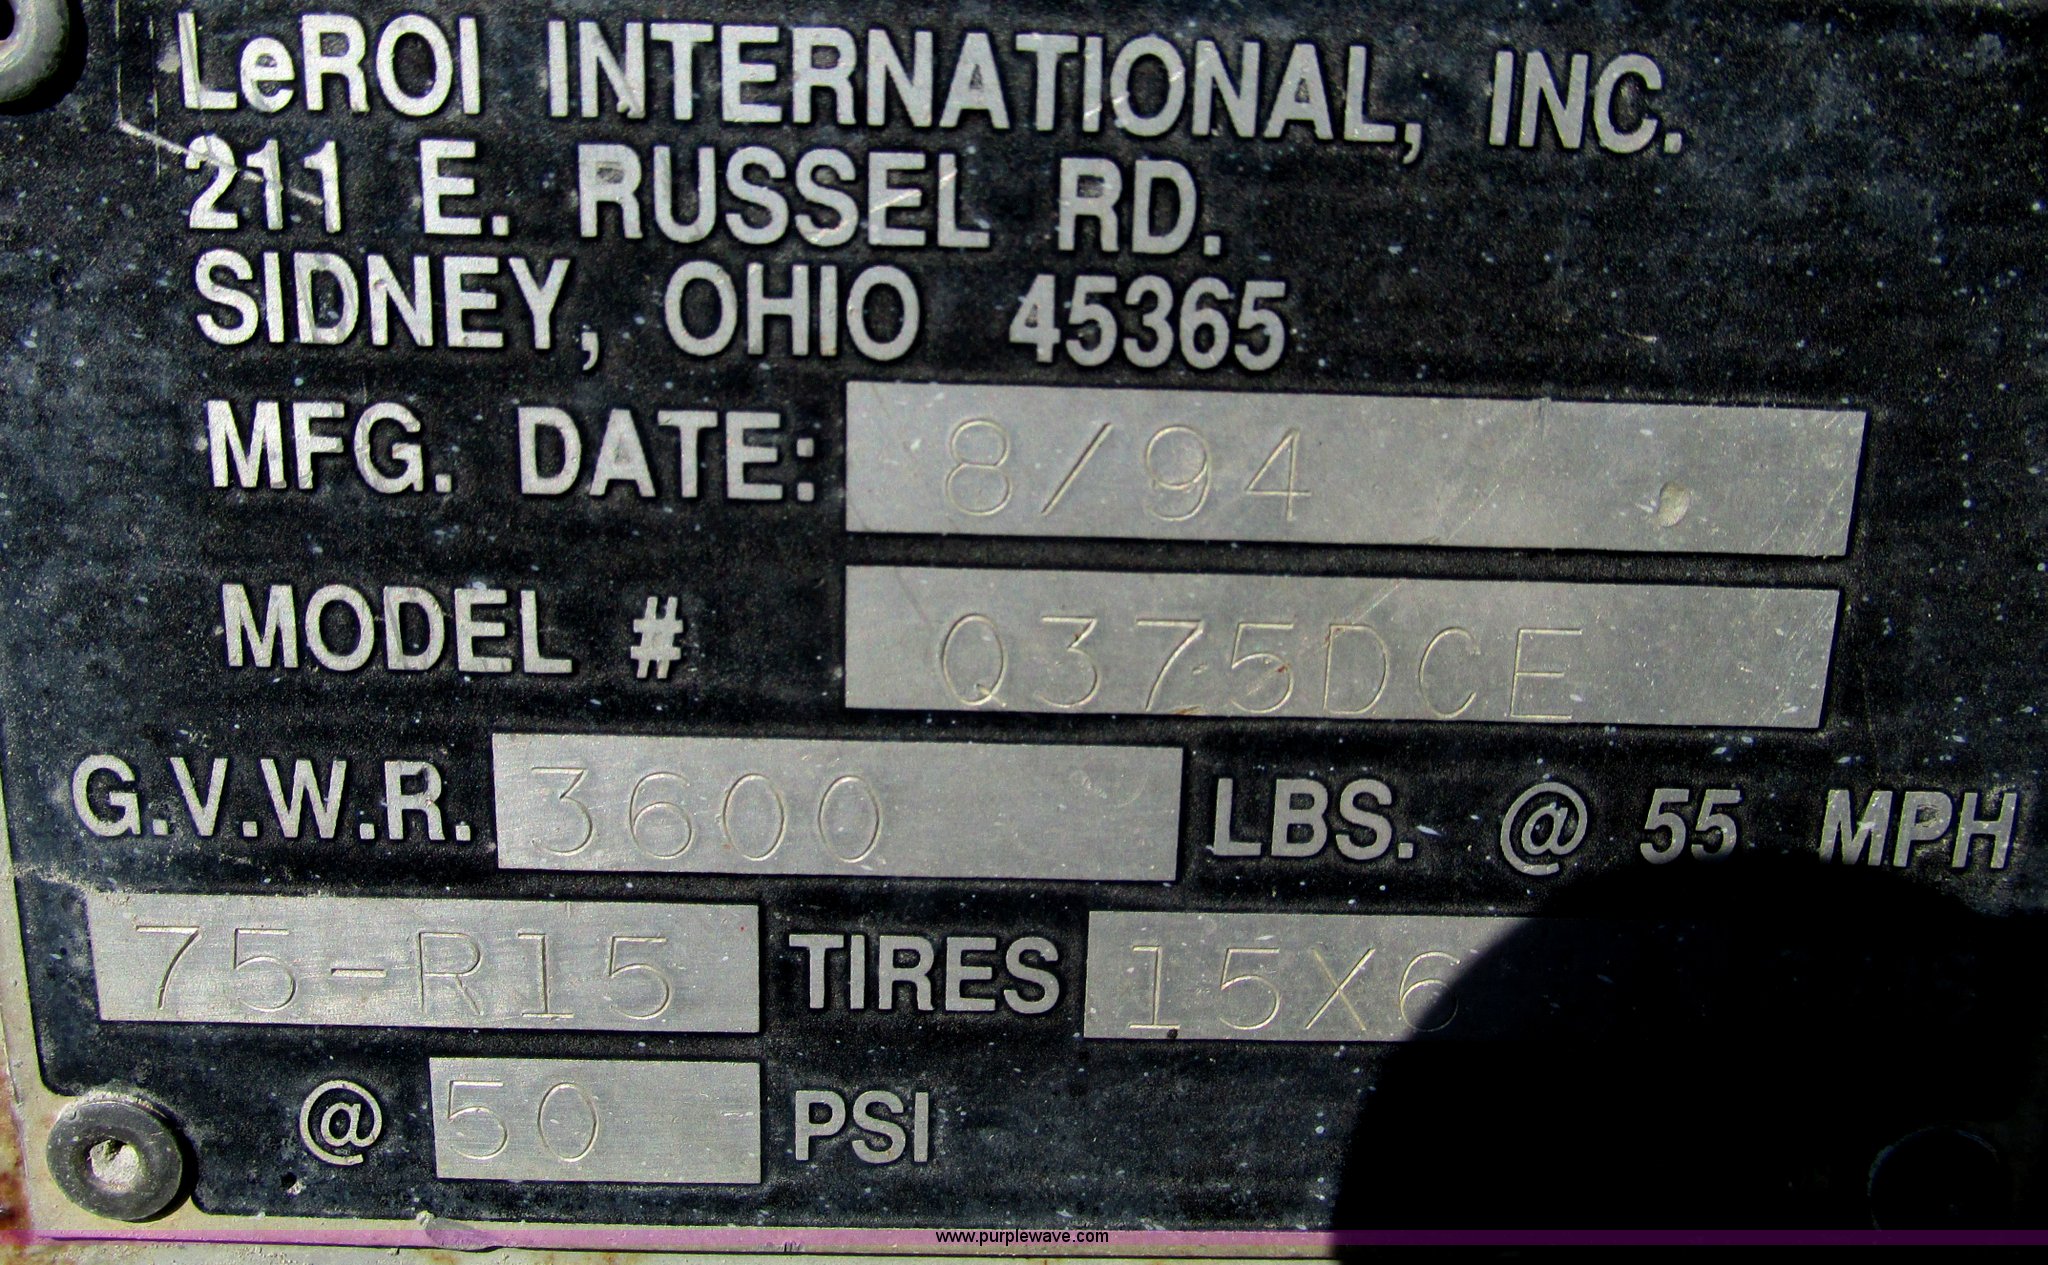 LeROI INTERNATIONAL, INC.
211 E. RUSSEL RD.
SIDNEY, OHIO 45365
MFG. DATE: 8/94
MODEL # Q375DCE
G.V.W.R. 3600 LBS. @ 55 MPH
75-R15 TIRES 15X6
@ 50 PSI
www.purplewave.com